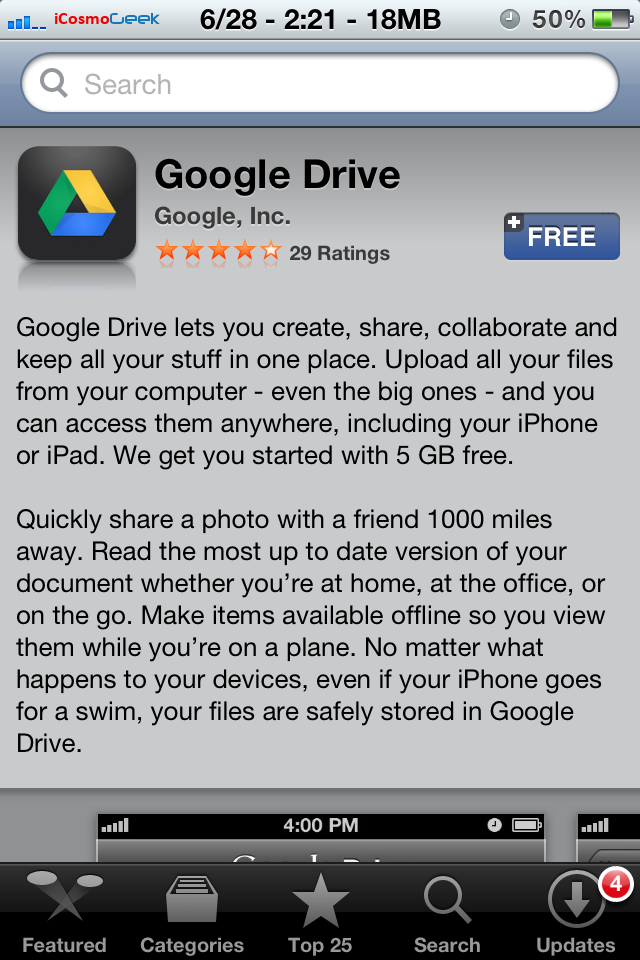 iCosmoGeek 6/28 - 2:21 - 18MB 50%
Search
Google Drive
Google, Inc.
29 Ratings
FREE
Google Drive lets you create, share, collaborate and
keep all your stuff in one place. Upload all your files
from your computer - even the big ones - and you
can access them anywhere, including your iPhone
or iPad. We get you started with 5 GB free.
Quickly share a photo with a friend 1000 miles
away. Read the most up to date version of your
document whether you’re at home, at the office, or
on the go. Make items available offline so you view
them while you’re on a plane. No matter what
happens to your devices, even if your iPhone goes
for a swim, your files are safely stored in Google
Drive.
4:00 PM
4
Featured Categories Top 25 Search Updates